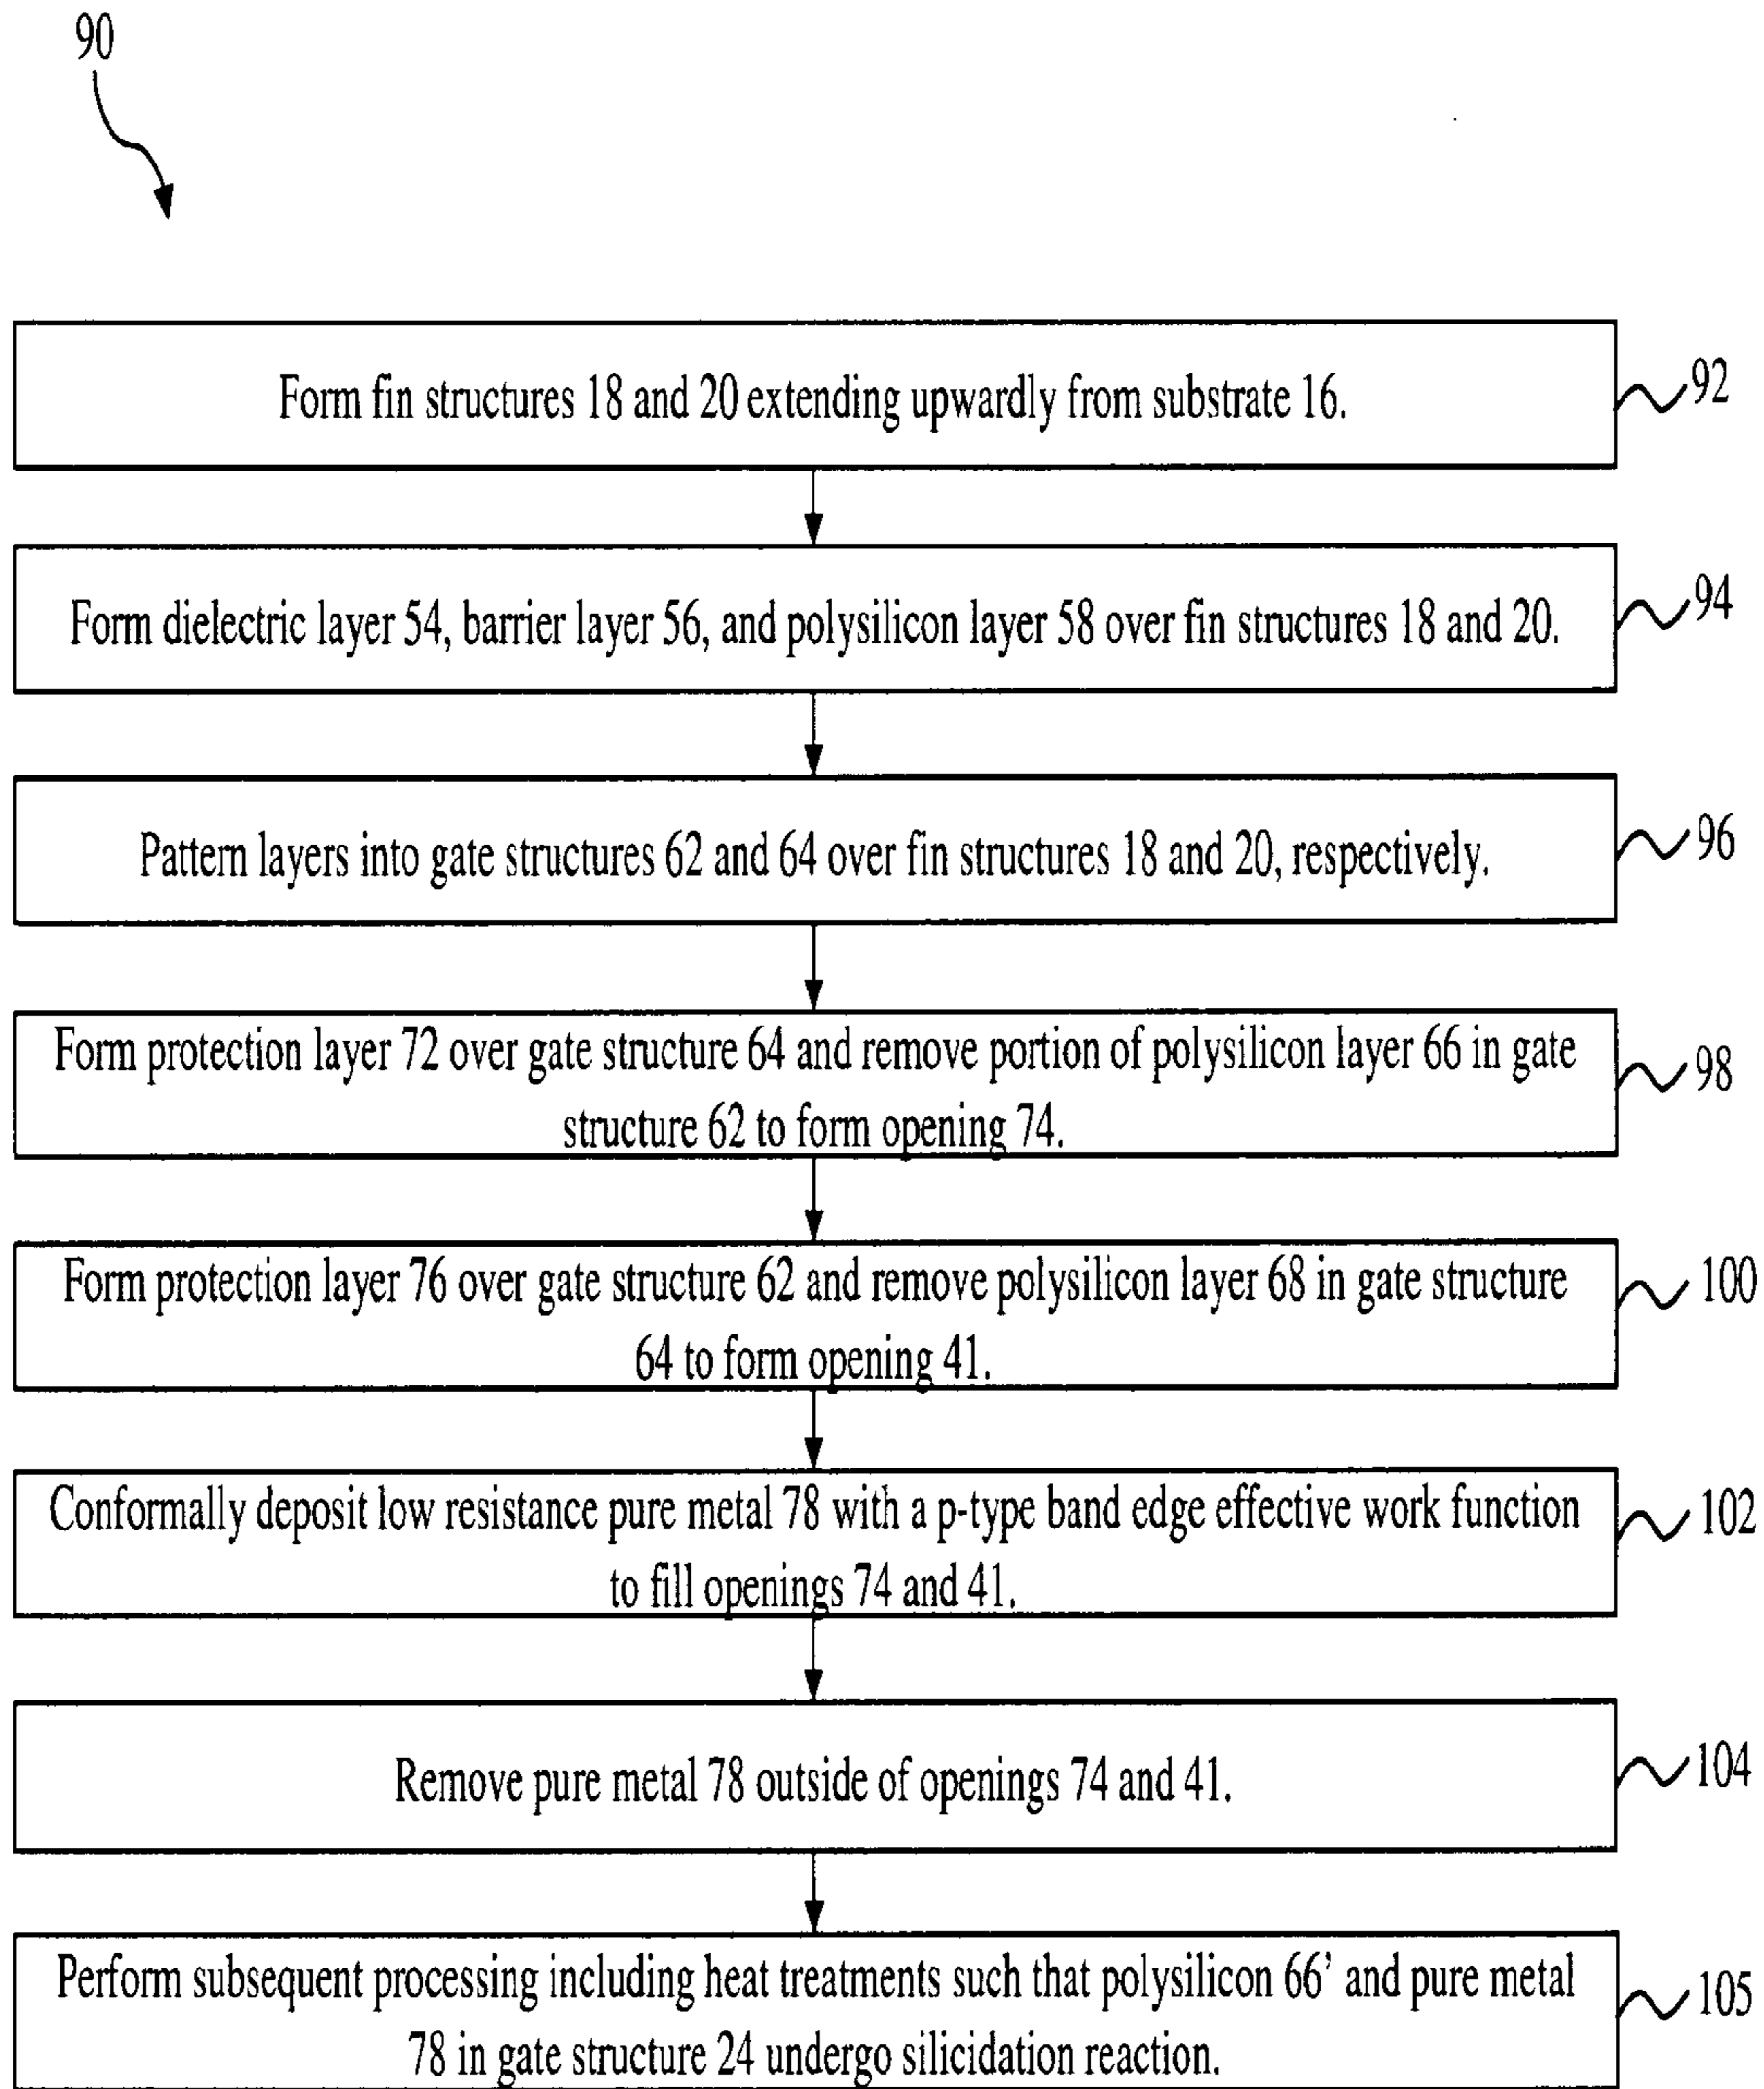 90
Form fin structures 18 and 20 extending upwardly from substrate 16.
92
Form dielectric layer 54, barrier layer 56, and polysilicon layer 58 over fin structures 18 and 20.
94
Pattern layers into gate structures 62 and 64 over fin structures 18 and 20, respectively.
96
Form protection layer 72 over gate structure 64 and remove portion of polysilicon layer 66 in gate
structure 62 to form opening 74.
98
Form protection layer 76 over gate structure 62 and remove polysilicon layer 68 in gate structure
64 to form opening 41.
100
Conformally deposit low resistance pure metal 78 with a p-type band edge effective work function
to fill openings 74 and 41.
102
Remove pure metal 78 outside of openings 74 and 41.
104
Perform subsequent processing including heat treatments such that polysilicon 66' and pure metal
78 in gate structure 24 undergo silicidation reaction.
105